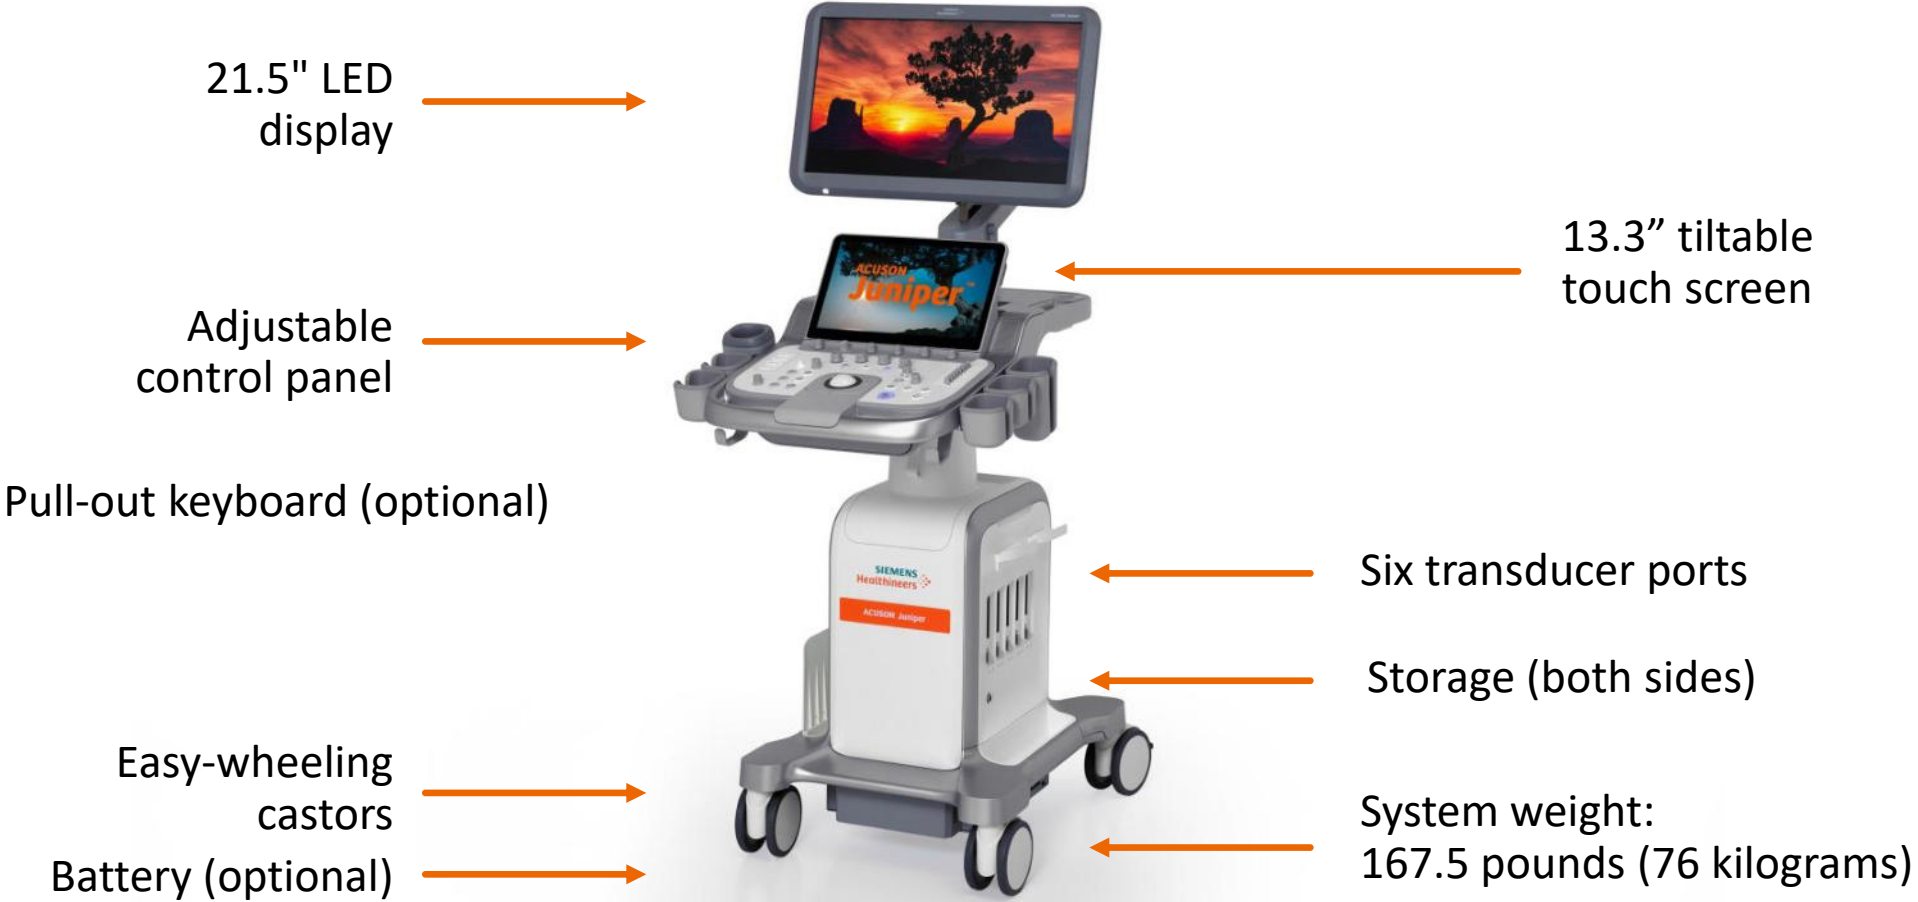 21.5" LED
display
13.3” tiltable
touch screen
ACUSON
Juniper™
Adjustable
control panel
Pull-out keyboard (optional)
SIEMENS
Healthineers
ACUSON Juniper
Six transducer ports
Storage (both sides)
Easy-wheeling
castors
System weight:
167.5 pounds (76 kilograms)
Battery (optional)